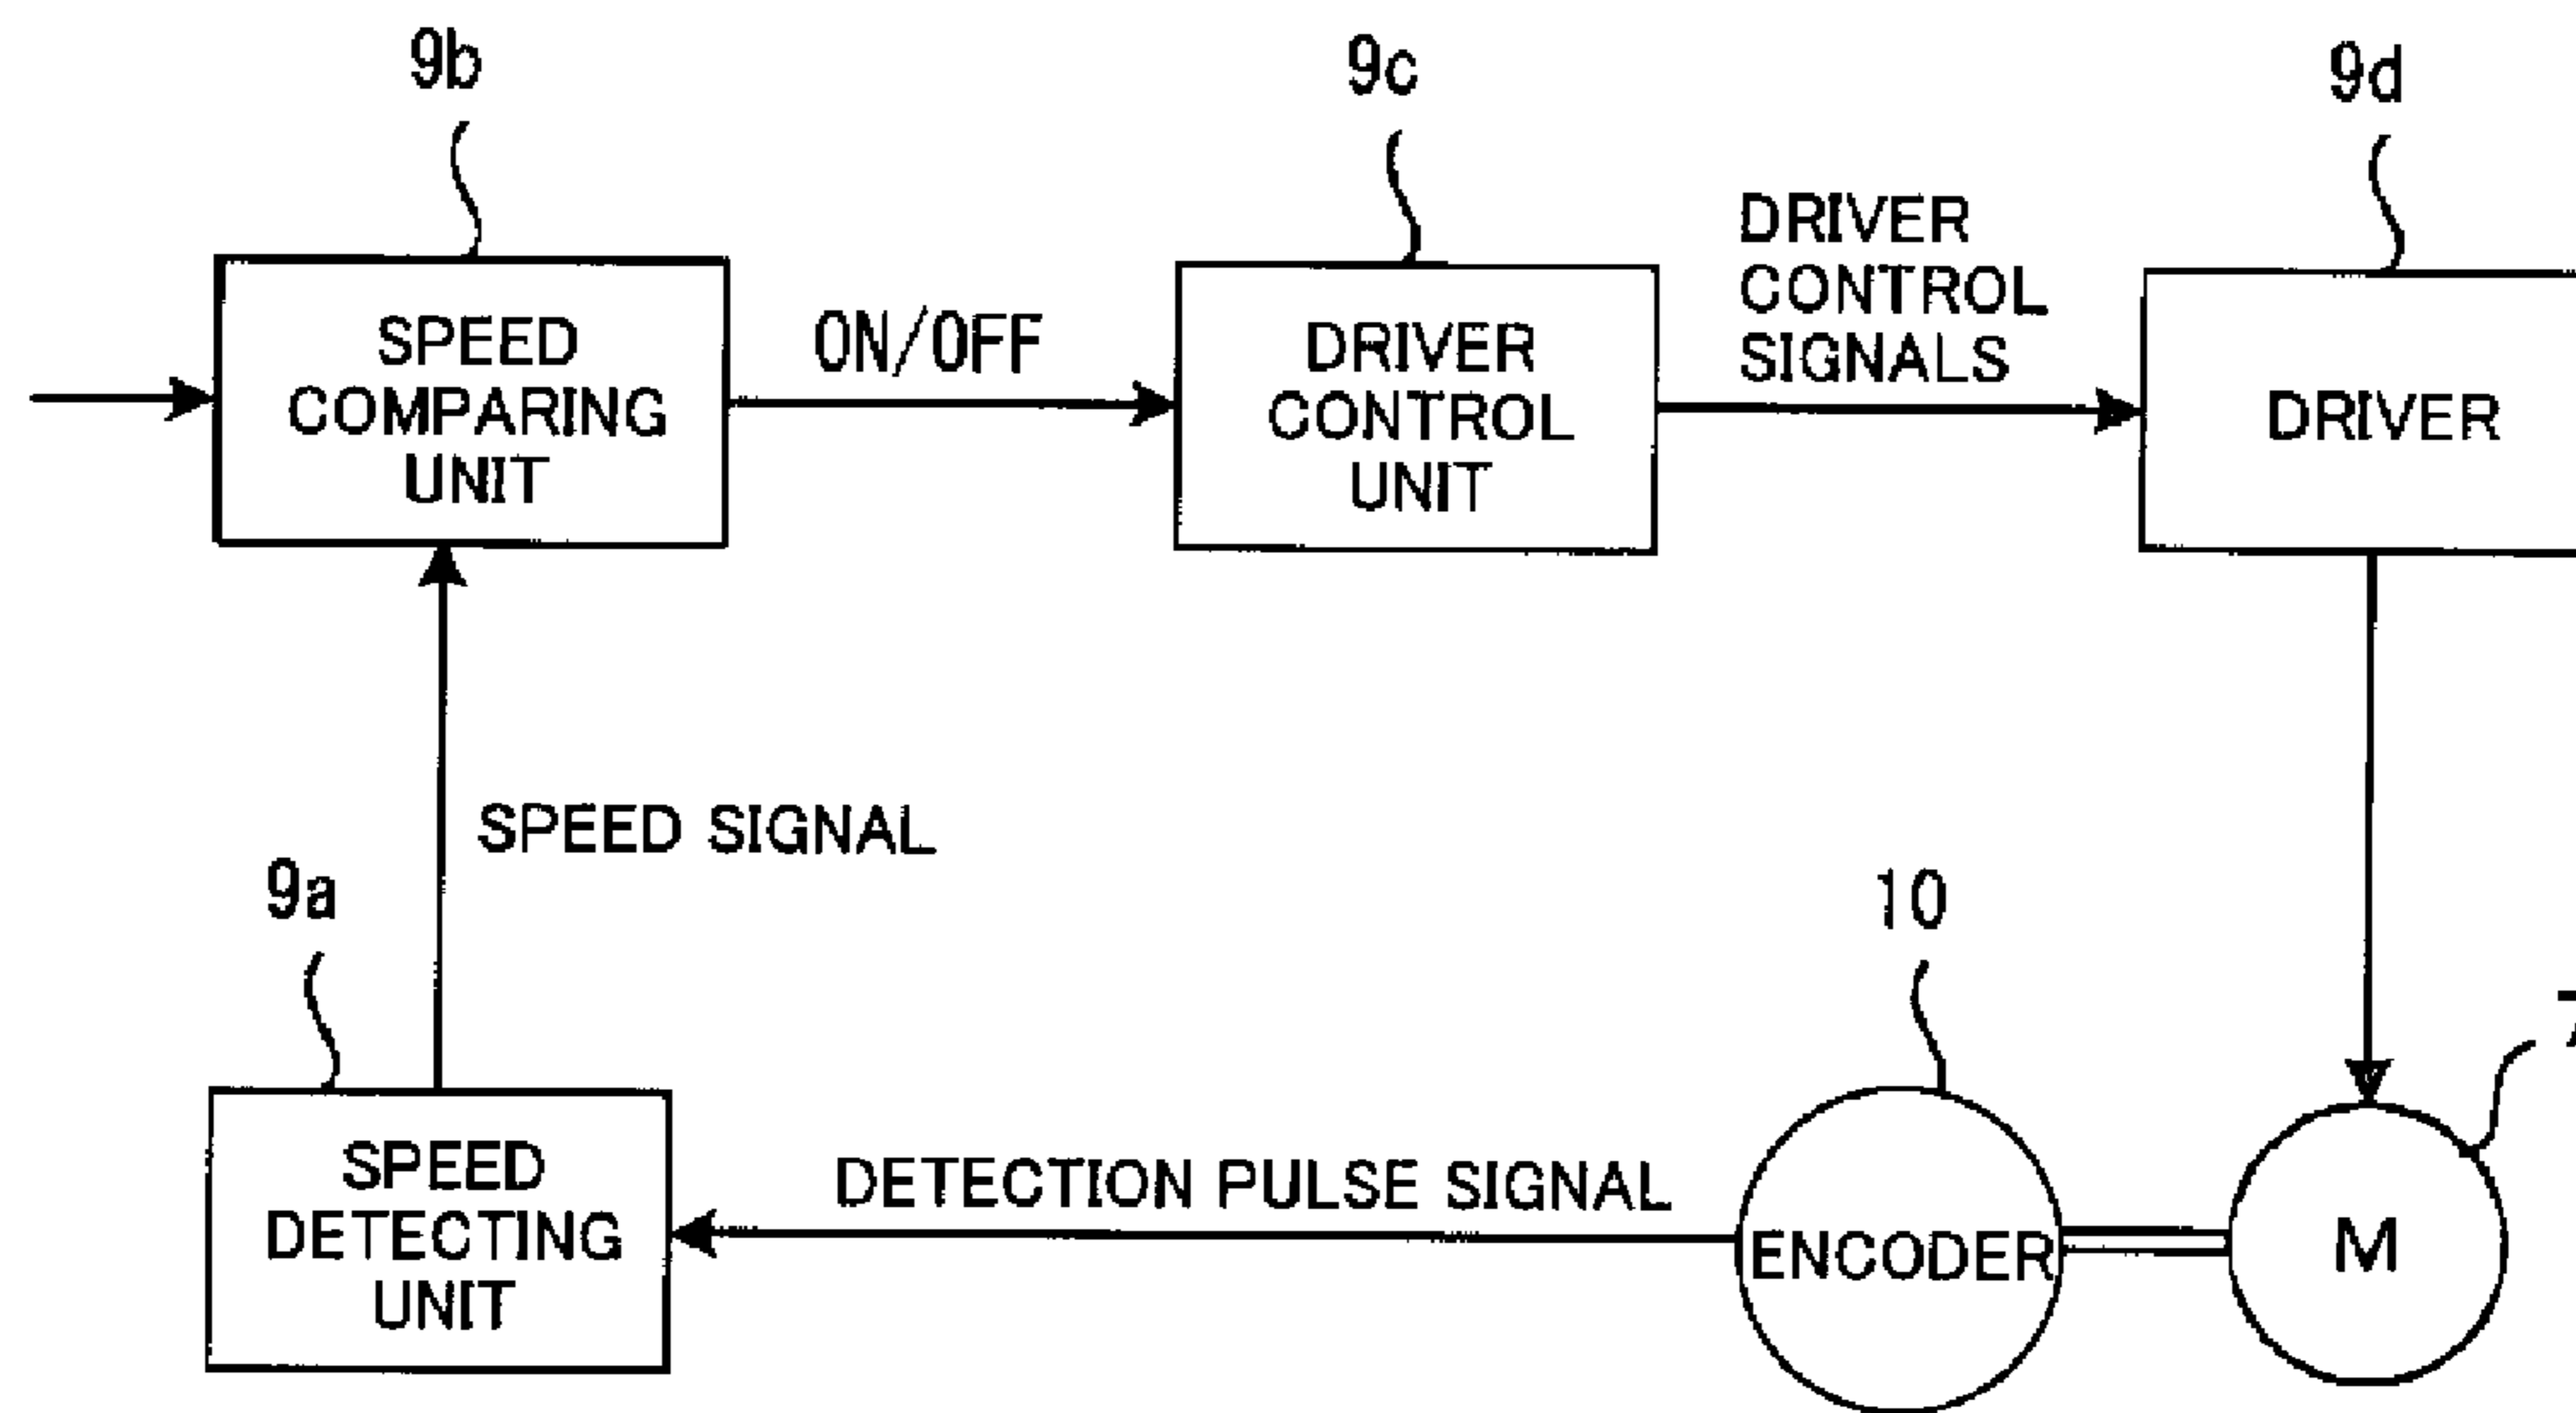 9b
9c
9d
SPEED
COMPARING
UNIT
ON/OFF
DRIVER
CONTROL
UNIT
DRIVER
CONTROL
SIGNALS
DRIVER
SPEED SIGNAL
9a
10
7
SPEED
DETECTING
UNIT
DETECTION PULSE SIGNAL
ENCODER
M